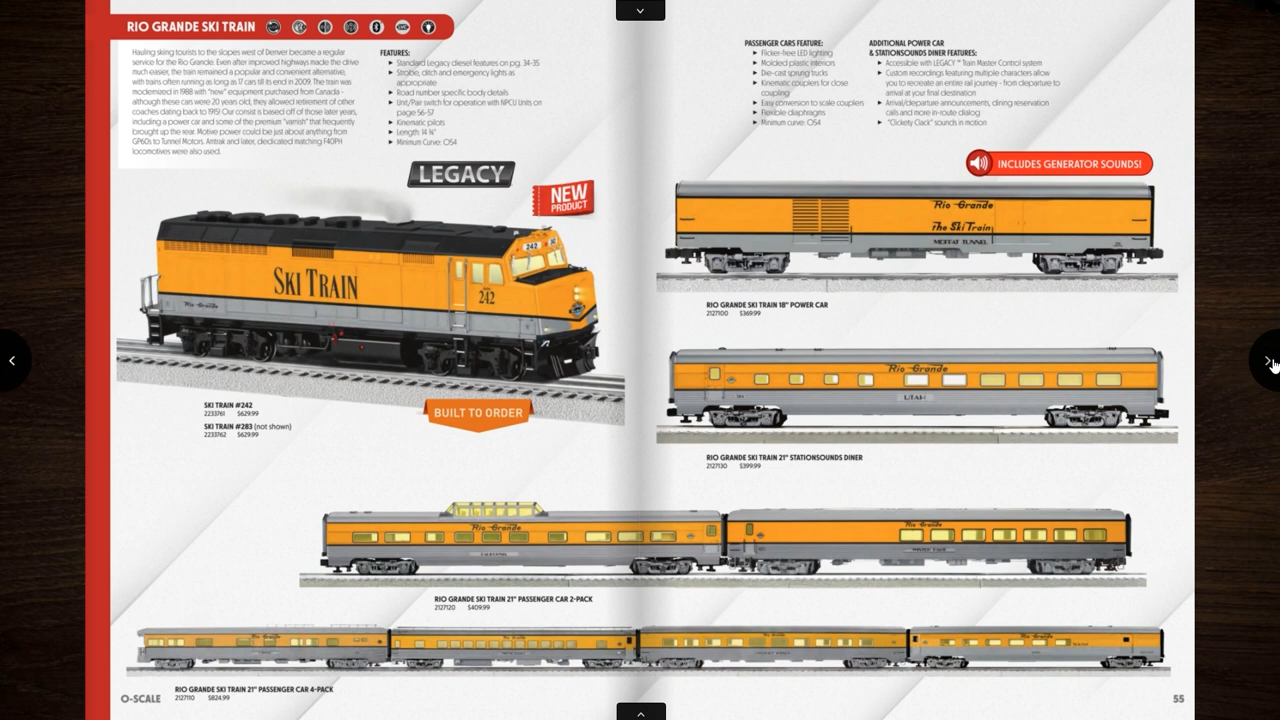 RIO GRANDE SKI TRAIN
Hauling skiing tourists to the slopes west of Denver became a regular
service for the Rio Grande. Even after improved highways made the drive
much easier, the train remained a popular and convenient alternative,
with trains often running as long as 17 cars till its end in 2009. The train was
modernized in 1988 with "new" equipment purchased from Canada -
although these cars were 20 years old, they allowed retirement of other
coaches dating back to 1915! Our consist is based off of those later years,
including a power car and some of the premium "varnish" that frequently
brought up the rear. Motive power could be just about anything from
GP60s to Tunnel Motors. Amtrak and later, dedicated matching F40PH
locomotives were also used.
FEATURES:
► Standard Legacy diesel features on pg. 34-35
► Strobe, ditch and emergency lights as
appropriate
► Road number specific body details
► Unit/Pair switch for operation with NPCU Units on
page 56-57
► Kinematic pilots
► Length: 14 ¾"
► Minimum Curve: O54
PASSENGER CARS FEATURE:
► Flicker-free LED lighting
► Molded plastic interiors
► Die-cast sprung trucks
► Kinematic couplers for close
coupling
► Easy conversion to scale couplers
► Flexible diaphragms
► Minimum curve: O54
ADDITIONAL POWER CAR
& STATIONSOUNDS DINER FEATURES:
► Accessible with LEGACY ™ Train Master Control system
► Custom recordings featuring multiple characters allow
you to recreate an entire rail journey - from departure to
arrival at your final destination
► Arrival/departure announcements, dining reservation
calls and more in-route dialog
► "Clickety Clack" sounds in motion
LEGACY
NEW
PRODUCT
INCLUDES GENERATOR SOUNDS!
242
SKI TRAIN
242
Rio Grande
Rio Grande
the Ski Train
MOFFAT TUNNEL
RIO GRANDE SKI TRAIN 18" POWER CAR
2127100 $369.99
Rio Grande
UTAH
SKI TRAIN #242
2233761 $629.99
SKI TRAIN #283 (not shown)
2233762 $629.99
BUILT TO ORDER
RIO GRANDE SKI TRAIN 21" STATIONSOUNDS DINER
2127130 $399.99
Rio Grande
CALIFORNIA
Rio Grande
WINTER PARK
RIO GRANDE SKI TRAIN 21" PASSENGER CAR 2-PACK
2127120 $409.99
RIO GRANDE SKI TRAIN 21" PASSENGER CAR 4-PACK
2127110 $824.99
O-SCALE
55